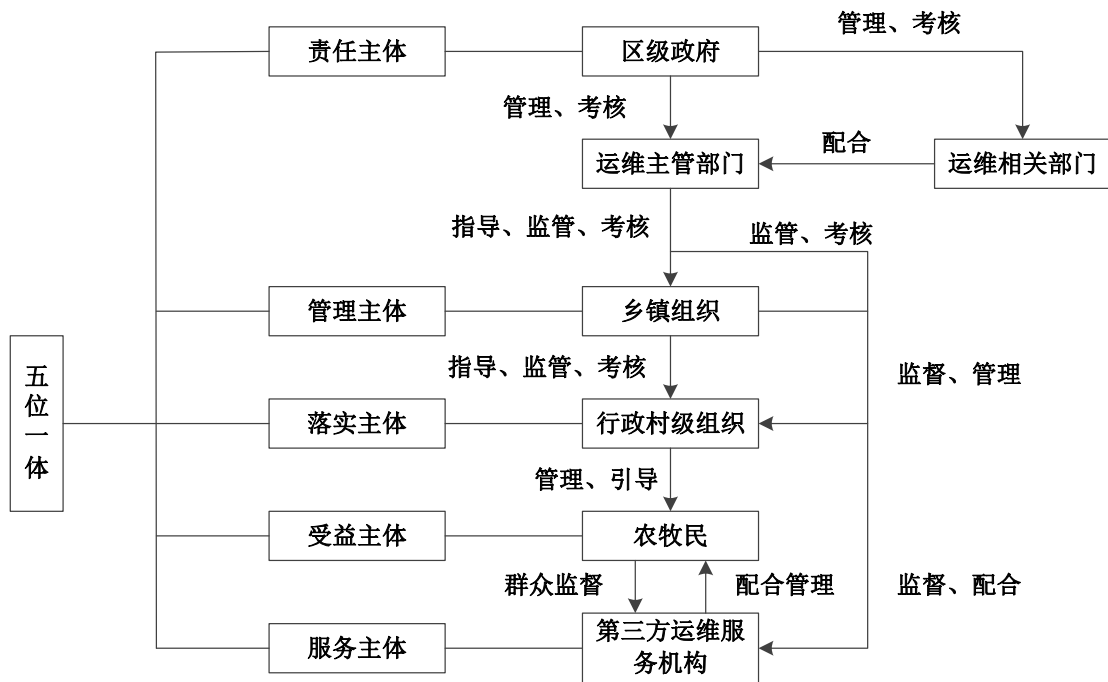 管理、考核
责任主体
区级政府
管理、考核
配合
运维主管部门
运维相关部门
指导、监管、考核
监管、考核
管理主体
乡镇组织
五位一体
指导、监管、考核
监督、管理
落实主体
行政村级组织
管理、引导
受益主体
农牧民
群众监督
配合管理
监督、配合
服务主体
第三方运维服
务机构